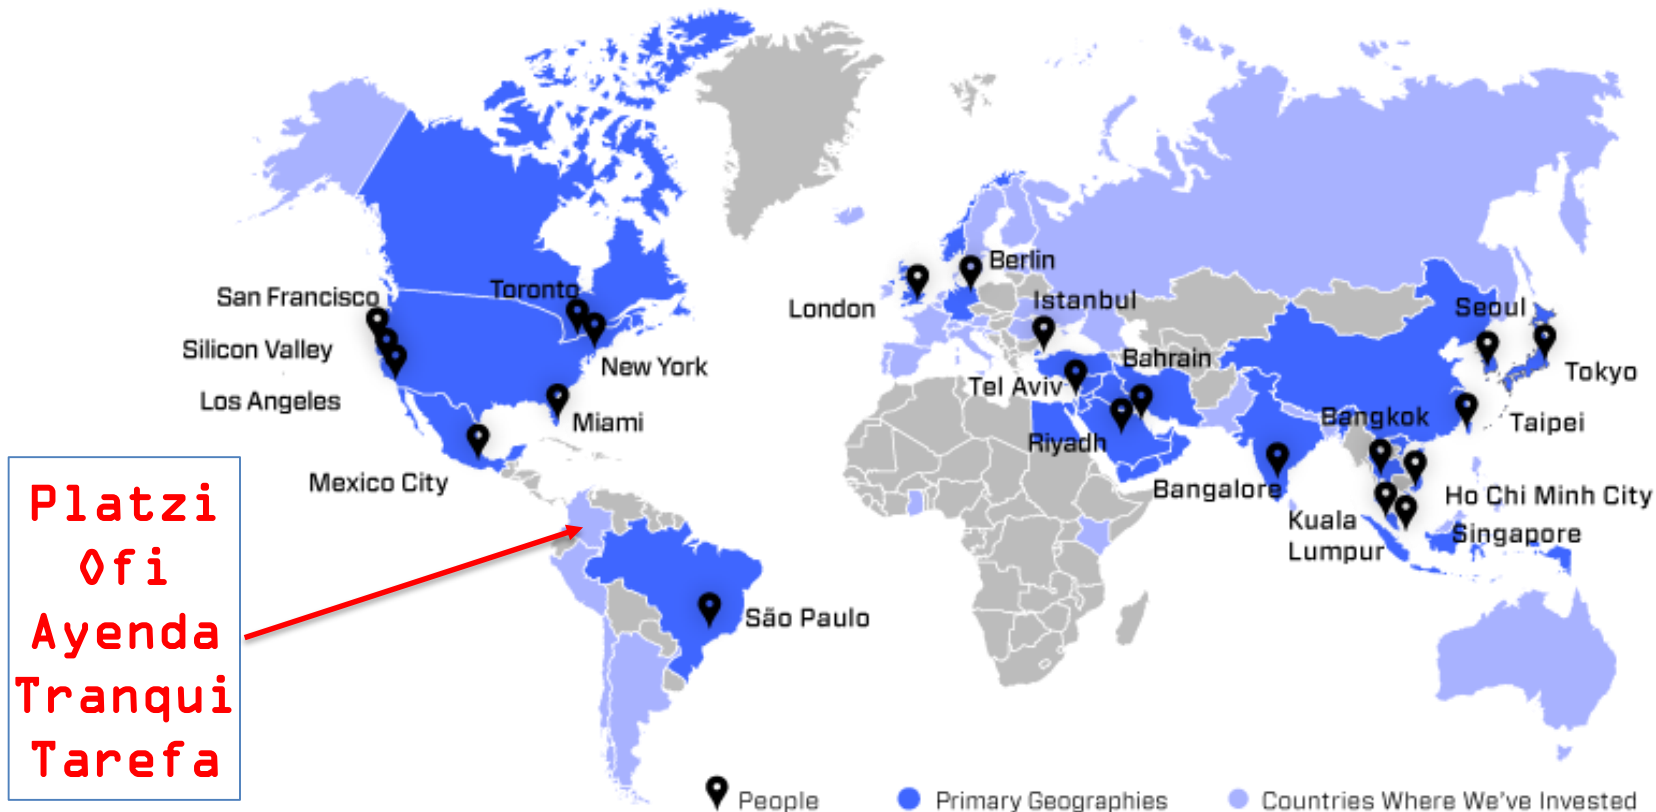 Berlin
London
Istanbul
San Francisco
Toronto
Seoul
Silicon Valley
New York
Bahrain
Tokyo
Los Angeles
Tel Aviv
Miami
Bangkok
Taipei
Riyadh
Mexico City
Bangalore
Ho Chi Minh City
Kuala
Lumpur
Singapore
Platzi
Ofi
Ayenda
Tranqui
Tarefa
São Paulo
People
Primary Geographies
Countries Where We've Invested